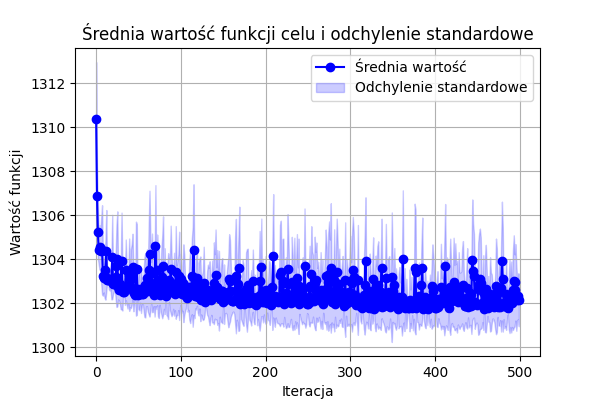 Średnia wartość funkcji celu i odchylenie standardowe
Średnia wartość
Odchylenie standardowe
Wartość funkcji
1312
1310
1308
1306
1304
1302
1300
0 100 200 300 400 500
Iteracja